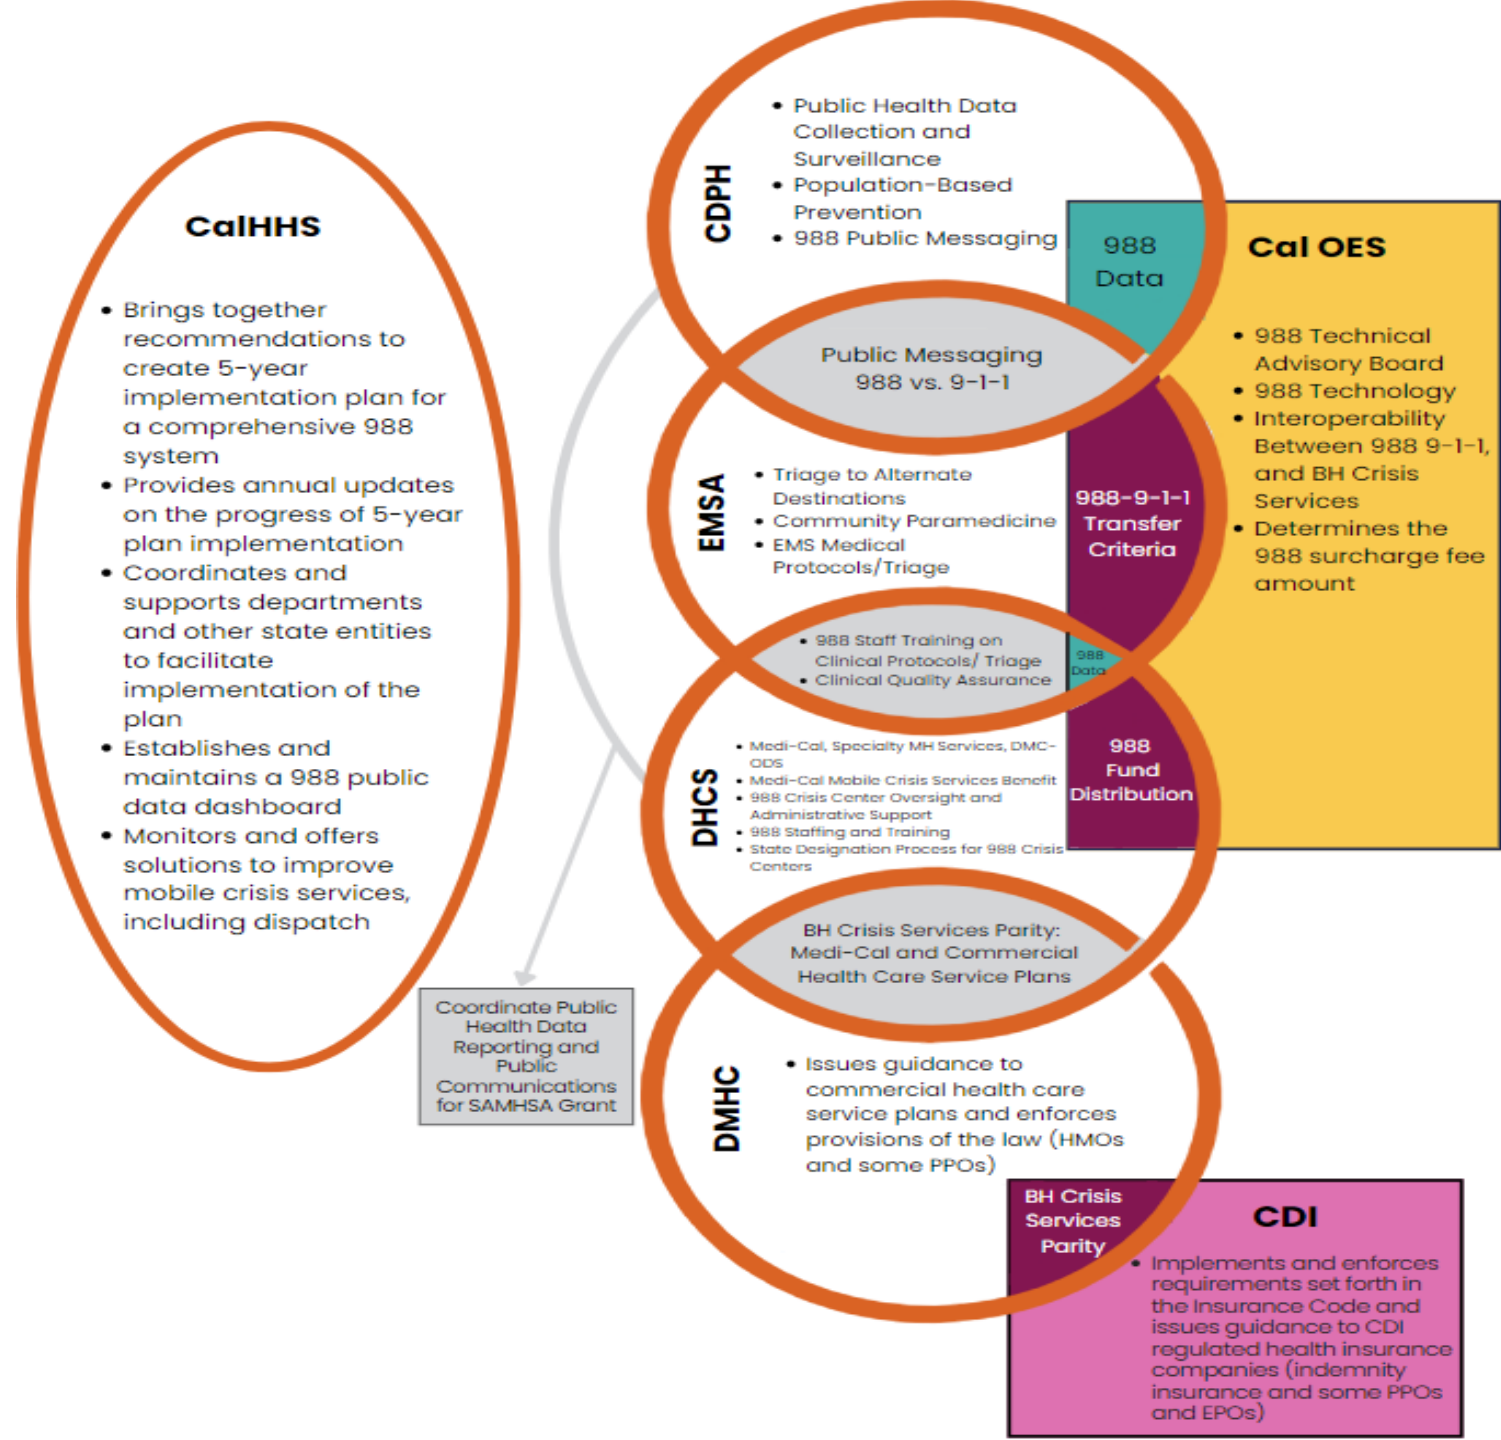 CalHHS
• Brings together
recommendations to
create 5-year
implementation plan for
a comprehensive 988
system
• Provides annual updates
on the progress of 5-year
plan implementation
• Coordinates and
supports departments
and other state entities
to facilitate
implementation of the
plan
• Establishes and
maintains a 988 public
data dashboard
• Monitors and offers
solutions to improve
mobile crisis services,
including dispatch
CDPH
• Public Health Data
Collection and
Surveillance
• Population-Based
Prevention
• 988 Public Messaging
988
Data
Cal OES
• 988 Technical
Advisory Board
• 988 Technology
• Interoperability
Between 988 9-1-1,
and BH Crisis
Services
• Determines the
988 surcharge fee
amount
Public Messaging
988 vs. 9-1-1
EMSA
• Triage to Alternate
Destinations
• Community Paramedicine
• EMS Medical
Protocols/Triage
988-9-1-1
Transfer
Criteria
• 988 Staff Training on
Clinical Protocols/ Triage
• Clinical Quality Assurance
988
Data
DHCS
• Medi-Cal, Specialty MH Services, DMC-
ODS
• Medi-Cal Mobile Crisis Services Benefit
• 988 Crisis Center Oversight and
Administrative Support
• 988 Staffing and Training
• State Designation Process for 988 Crisis
Centers
988
Fund
Distribution
BH Crisis Services Parity:
Medi-Cal and Commercial
Health Care Service Plans
Coordinate Public
Health Data
Reporting and
Public
Communications
for SAMHSA Grant
DMHC
• Issues guidance to
commercial health care
service plans and enforces
provisions of the law (HMOs
and some PPOs)
BH Crisis
Services
Parity
CDI
• Implements and enforces
requirements set forth in
the Insurance Code and
issues guidance to CDI
regulated health insurance
companies (indemnity
insurance and some PPOs
and EPOs)